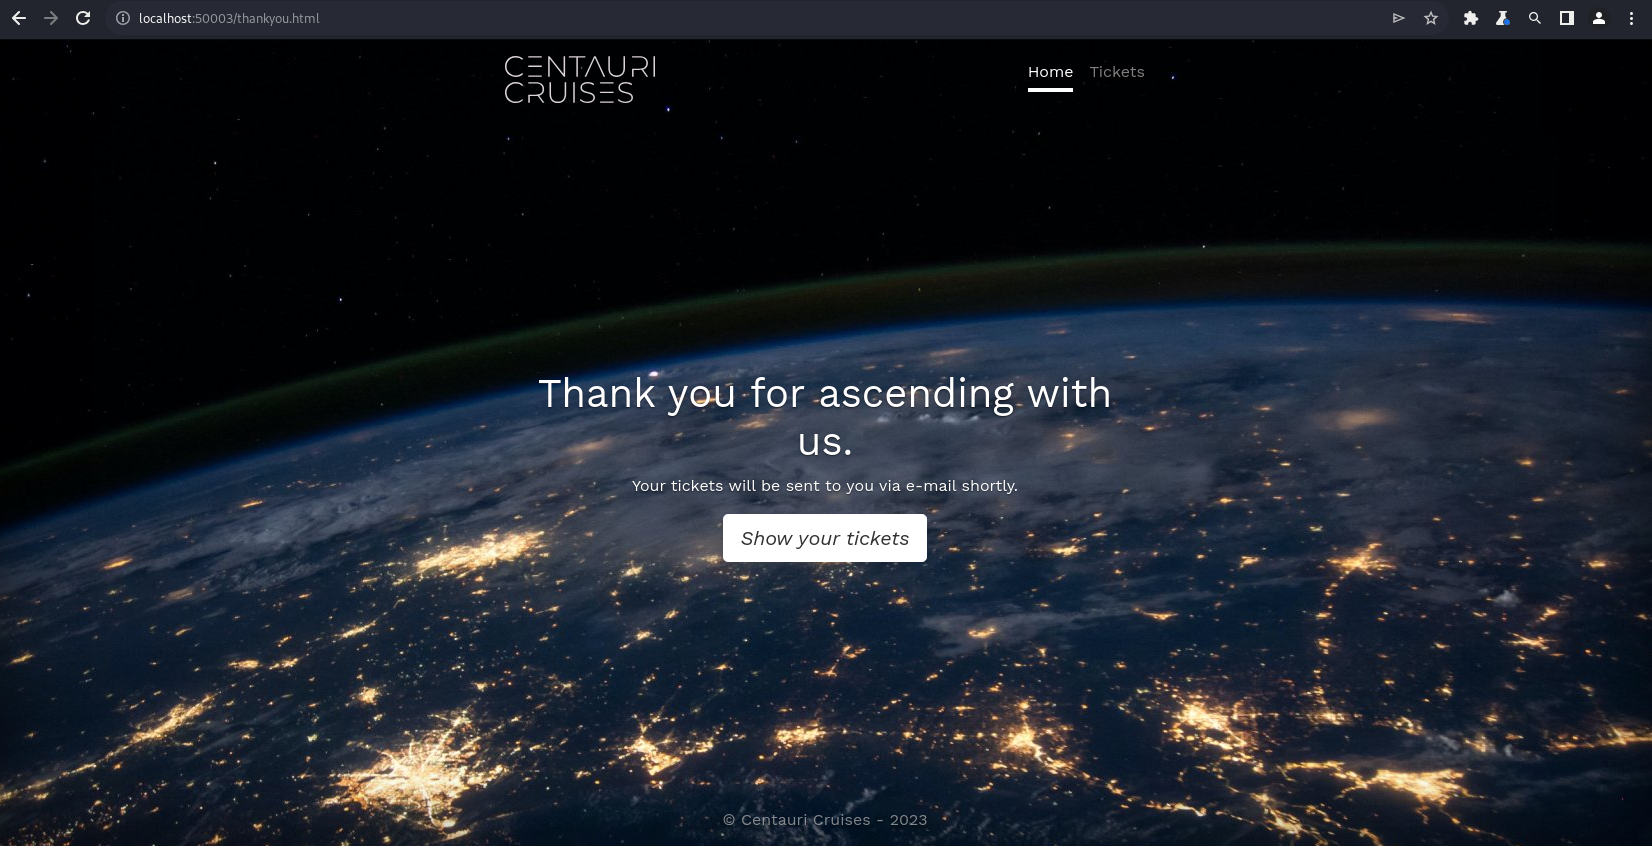 localhost:50003/thankyou.html
CENTAURI
CRUISES
Home Tickets
Thank you for ascending with
us.
Your tickets will be sent to you via e-mail shortly.
Show your tickets
© Centauri Cruises - 2023